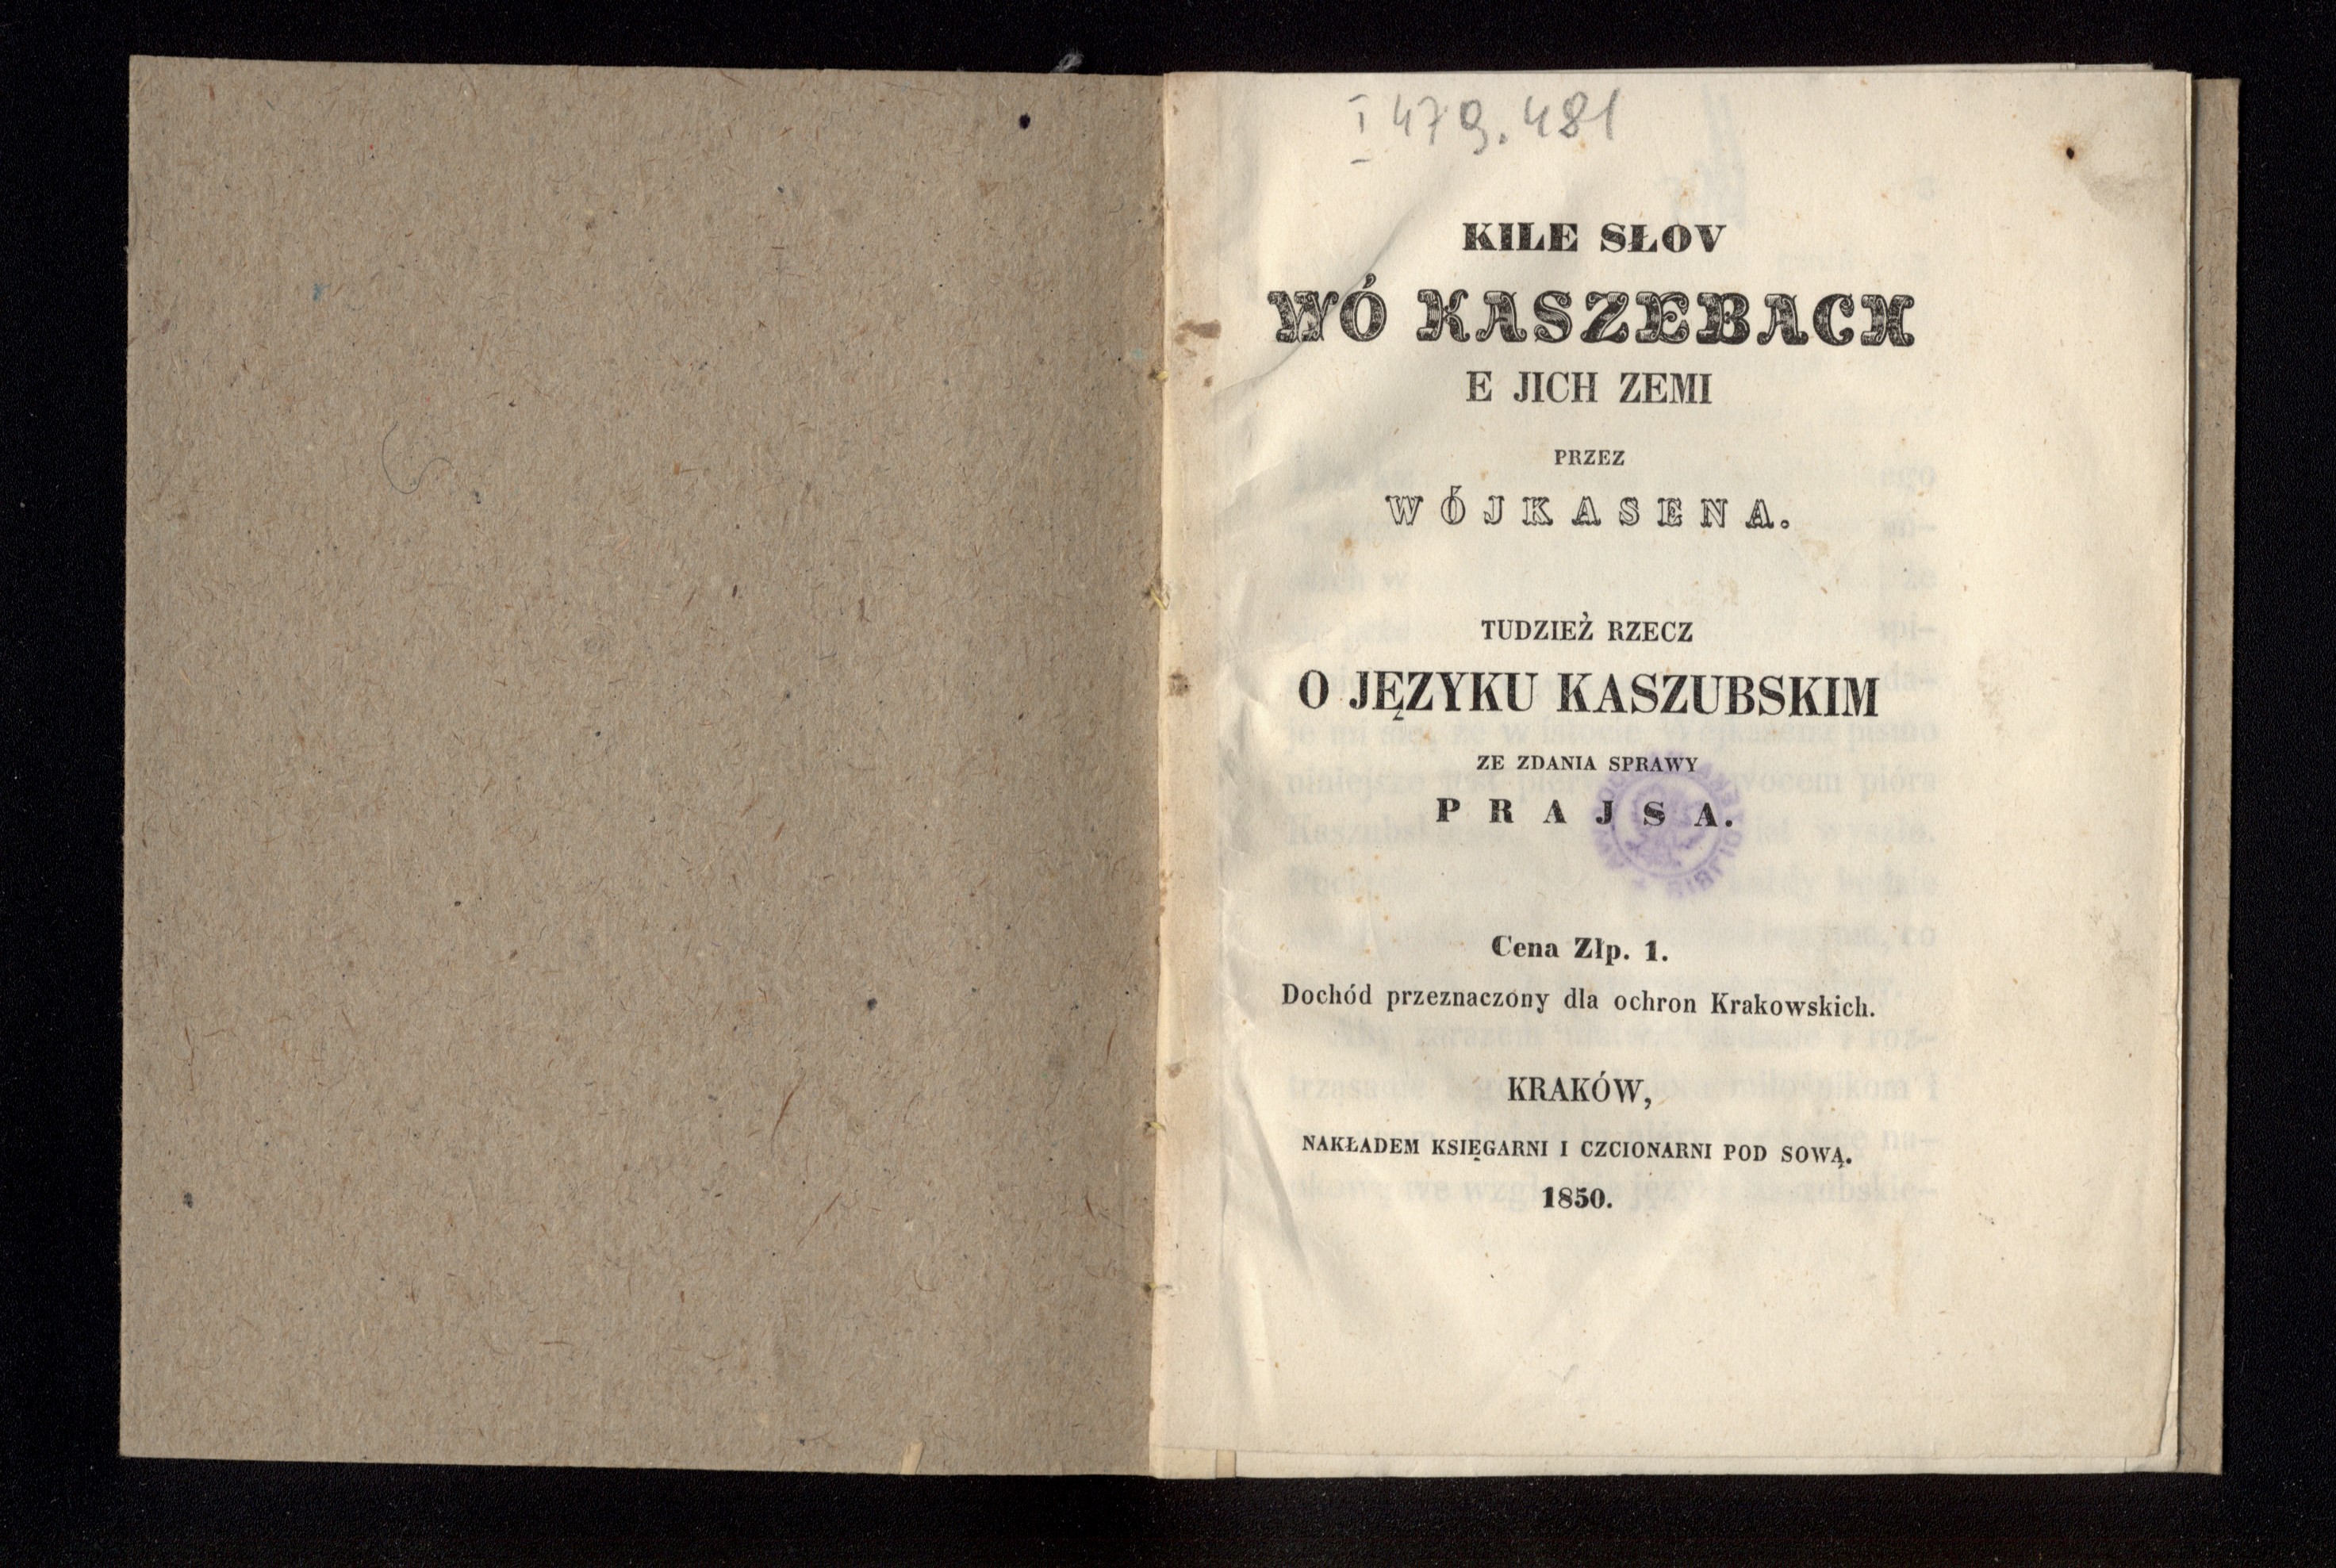 I 479.481
KILE SŁOV
WÓ KASZEBACH
E JICH ZEMI
PRZEZ
WÓJKASENA.
TUDZIEŻ RZECZ
O JĘZYKU KASZUBSKIM
ZE ZDANIA SPRAWY
PRAJSA.
Cena Złp. 1.
Dochód przeznaczony dla ochron Krakowskich.
KRAKÓW,
NAKŁADEM KSIĘGARNI I CZCIONARNI POD SOWĄ.
1850.